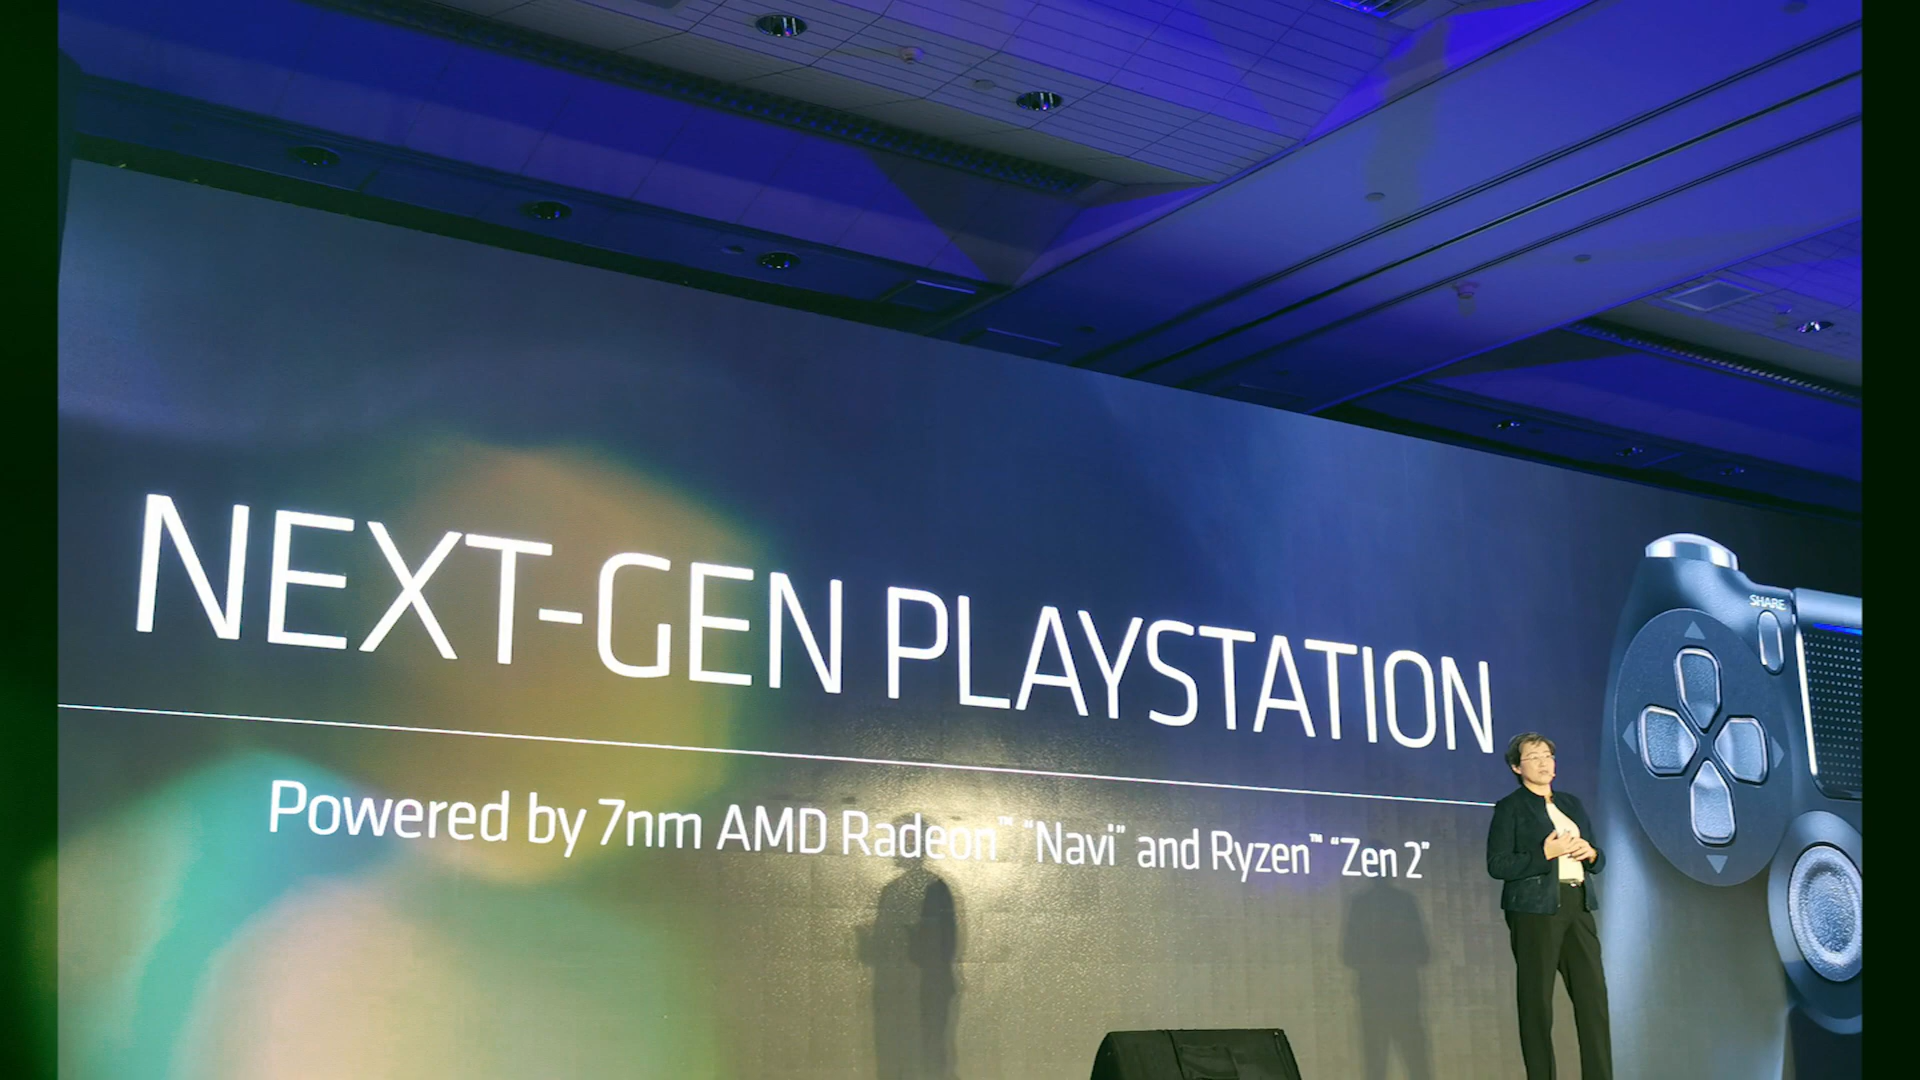 NEXT-GEN PLAYSTATION
Powered by 7nm AMD Radeon™ “Navi” and Ryzen™ “Zen 2”
SHARE